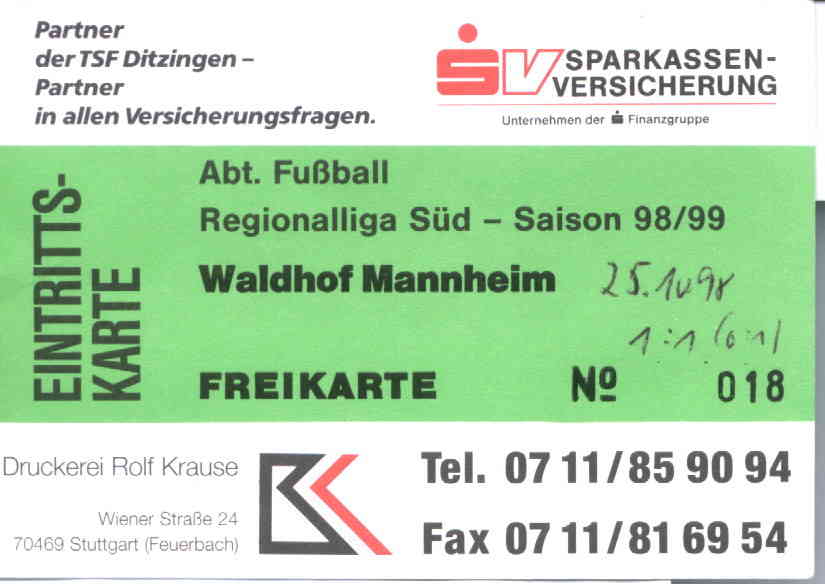 Partner
der TSF Ditzingen –
Partner
in allen Versicherungsfragen.
SV SPARKASSEN-
VERSICHERUNG
Unternehmen der Finanzgruppe
EINTRITTS-
KARTE
Abt. Fußball
Regionalliga Süd – Saison 98/99
Waldhof Mannheim 25.10 98
1:1 (0:1)
FREIKARTE Nº 018
Druckerei Rolf Krause
Wiener Straße 24
70469 Stuttgart (Feuerbach)
Tel. 07 11/85 90 94
Fax 07 11/81 69 54